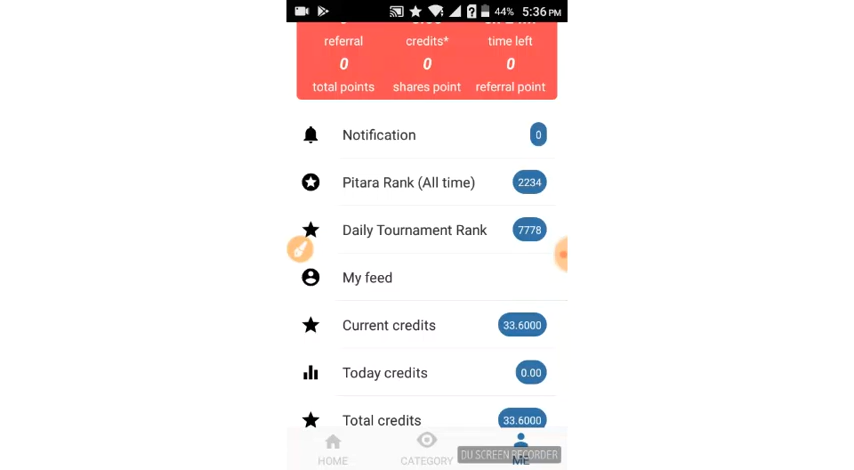 44% 5:36 PM
referral credits* time left
0 0 0
total points shares point referral point
Notification 0
Pitara Rank (All time) 2234
Daily Tournament Rank 7778
My feed
Current credits 33.6000
Today credits 0.00
Total credits 33.6000
DU SCREEN RECORDER
HOME CATEGORY ME